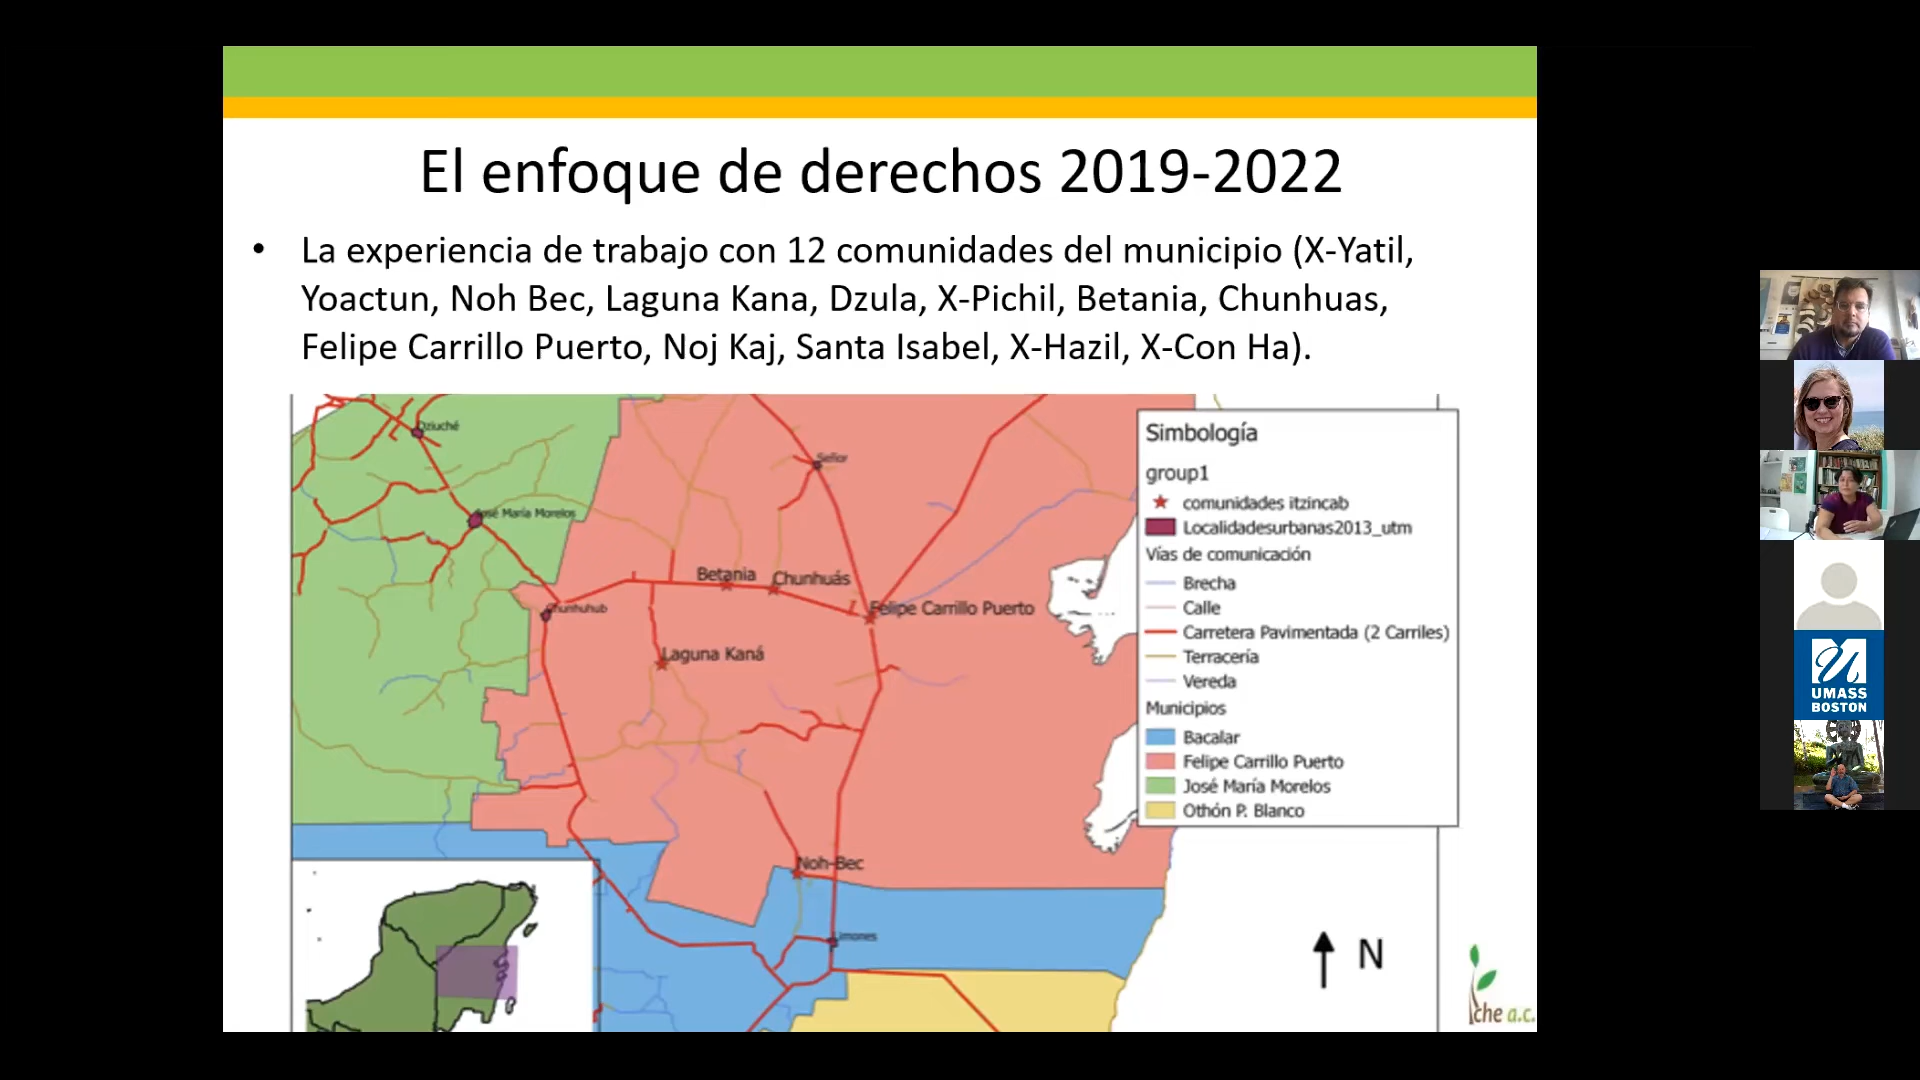 El enfoque de derechos 2019-2022
• La experiencia de trabajo con 12 comunidades del municipio (X-Yatil,
Yoactun, Noh Bec, Laguna Kana, Dzula, X-Pichil, Betania, Chunhuas,
Felipe Carrillo Puerto, Noj Kaj, Santa Isabel, X-Hazil, X-Con Ha).
Dziuché
Señor
José María Morelos
Betania
Chunhuás
Chunhuhub
Felipe Carrillo Puerto
Laguna Kaná
Noh-Bec
Limones
Simbología
group1
comunidades itzincab
Localidadesurbanas2013_utm
Vías de comunicación
Brecha
Calle
Carretera Pavimentada (2 Carriles)
Terracería
Vereda
Municipios
Bacalar
Felipe Carrillo Puerto
José María Morelos
Othón P. Blanco
N
che a.c.
UMASS
BOSTON